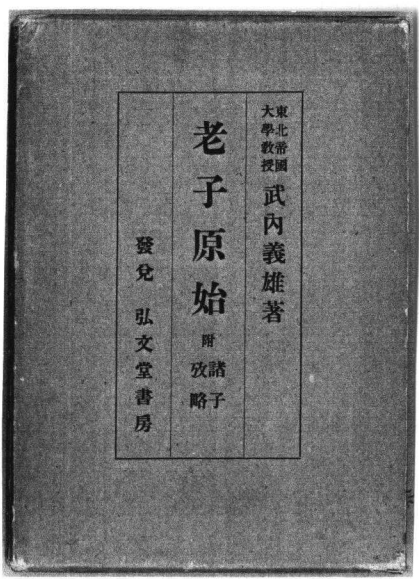 東北帝國
大學教授
武內義雄著
老子原始
附
諸子
攷略
發兌 弘文堂書房